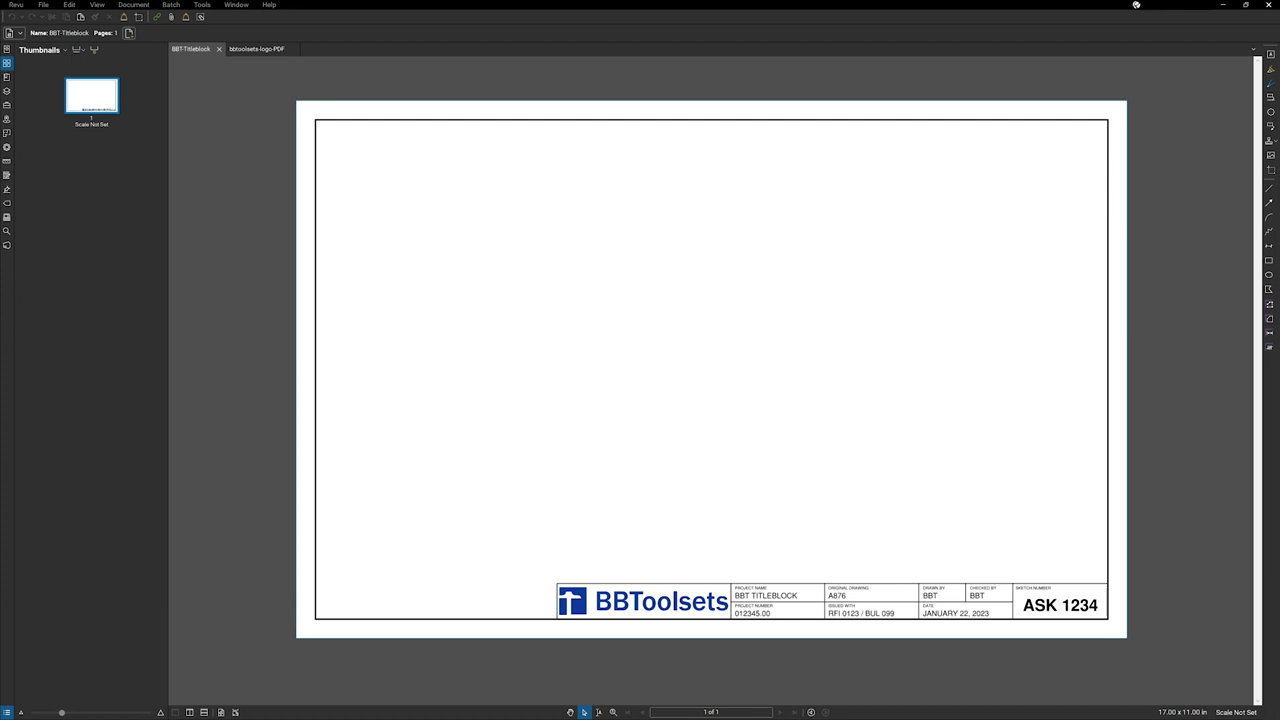 Revu File Edit View Document Batch Tools Window Help
Name: BBT-Titleblock Pages: 1
Thumbnails
BBT-Titleblock bbtoolsets-logo-PDF
1
Scale Not Set
BBToolsets
PROJECT NAME
BBT TITLEBLOCK
PROJECT NUMBER
012345.00
ORIGINAL DRAWING
A876
ISSUED WITH
RFI 0123 / BUL 099
DRAWN BY
BBT
CHECKED BY
BBT
DATE
JANUARY 22, 2023
SKETCH NUMBER
ASK 1234
1 of 1
17.00 x 11.00 in Scale Not Set